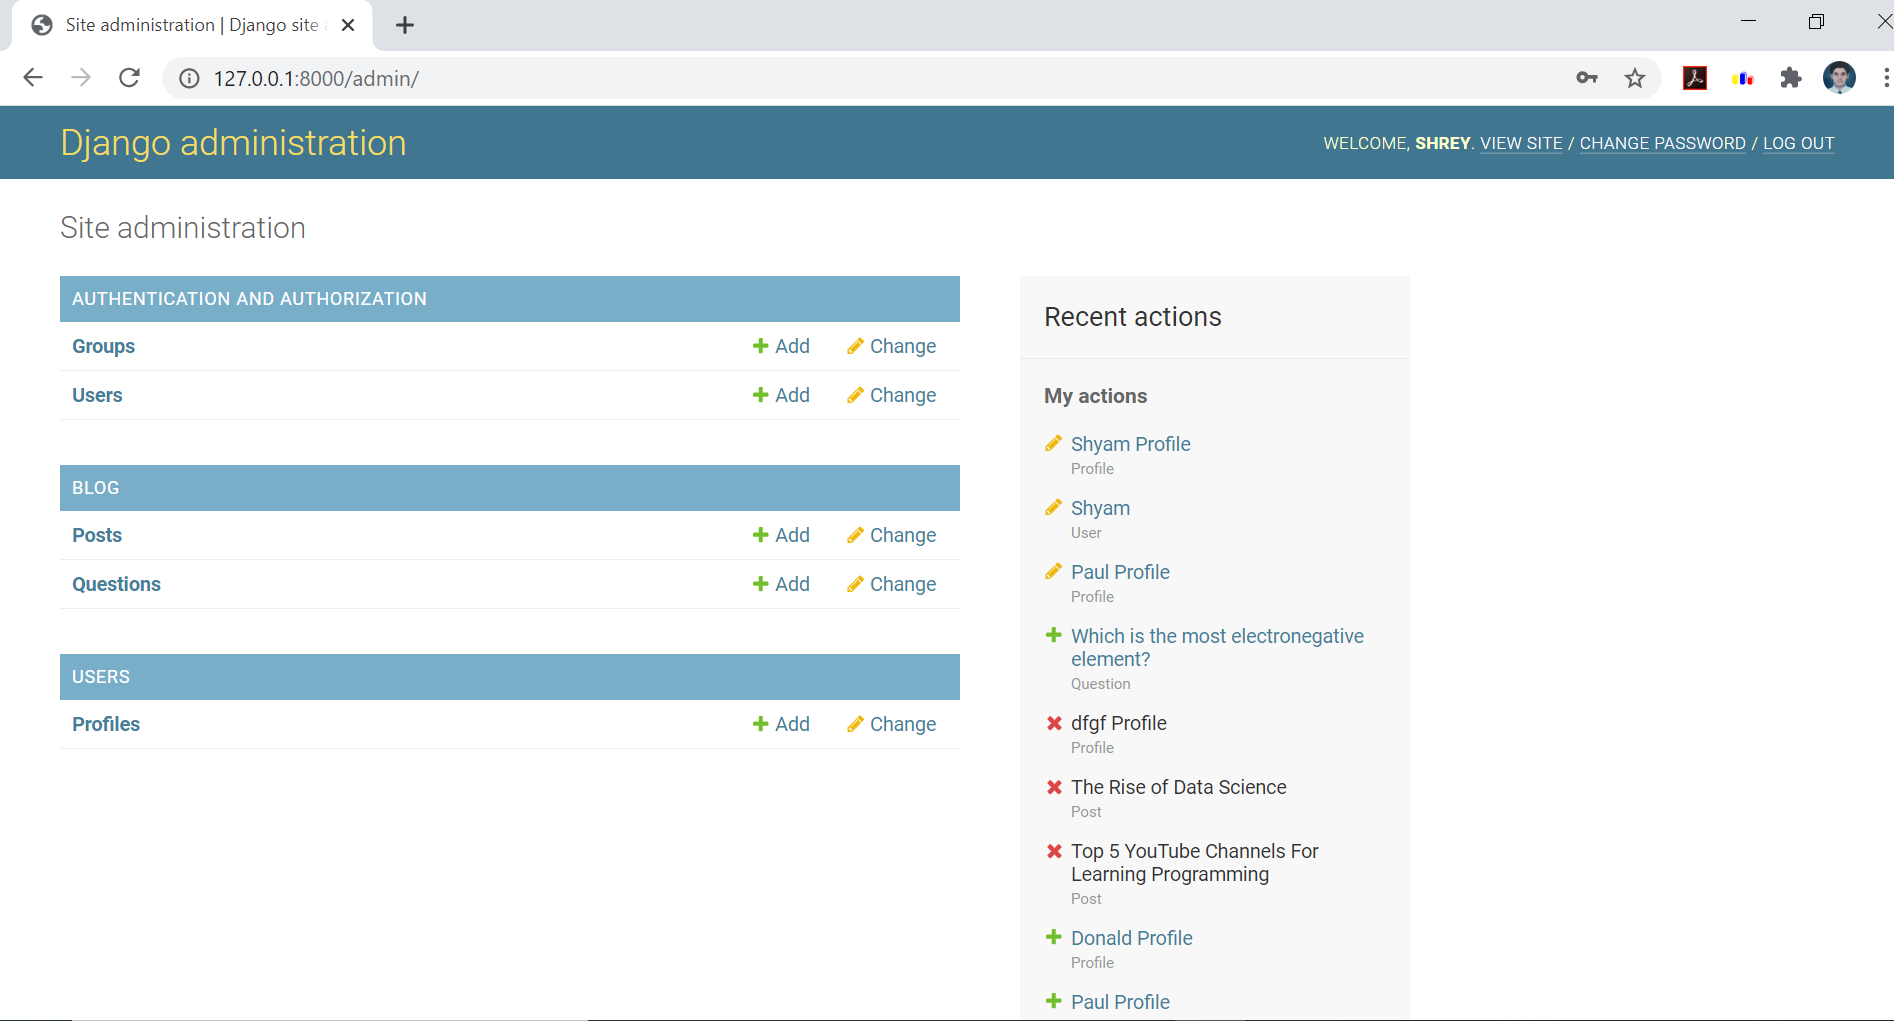 Site administration | Django site
127.0.0.1:8000/admin/
Django administration
WELCOME, SHREY. VIEW SITE / CHANGE PASSWORD / LOG OUT
Site administration
AUTHENTICATION AND AUTHORIZATION
Groups Add Change
Users Add Change
BLOG
Posts Add Change
Questions Add Change
USERS
Profiles Add Change
Recent actions
My actions
Shyam Profile
Profile
Shyam
User
Paul Profile
Profile
Which is the most electronegative
element?
Question
dfgf Profile
Profile
The Rise of Data Science
Post
Top 5 YouTube Channels For
Learning Programming
Post
Donald Profile
Profile
Paul Profile